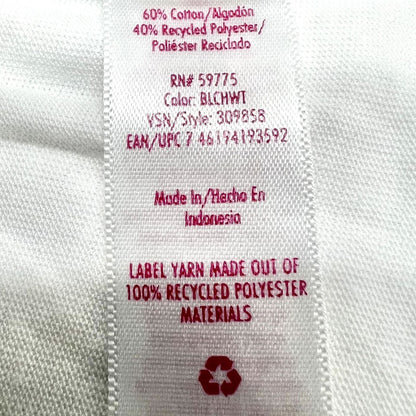 60% Cotton/Algodón
40% Recycled Polyester/
Poliéster Reciclado
RN# 59775
Color: BLCHWT
VSN/Style: 309858
EAN/UPC 7 46194193592
Made In/Hecho En
Indonesia
LABEL YARN MADE OUT OF
100% RECYCLED POLYESTER
MATERIALS